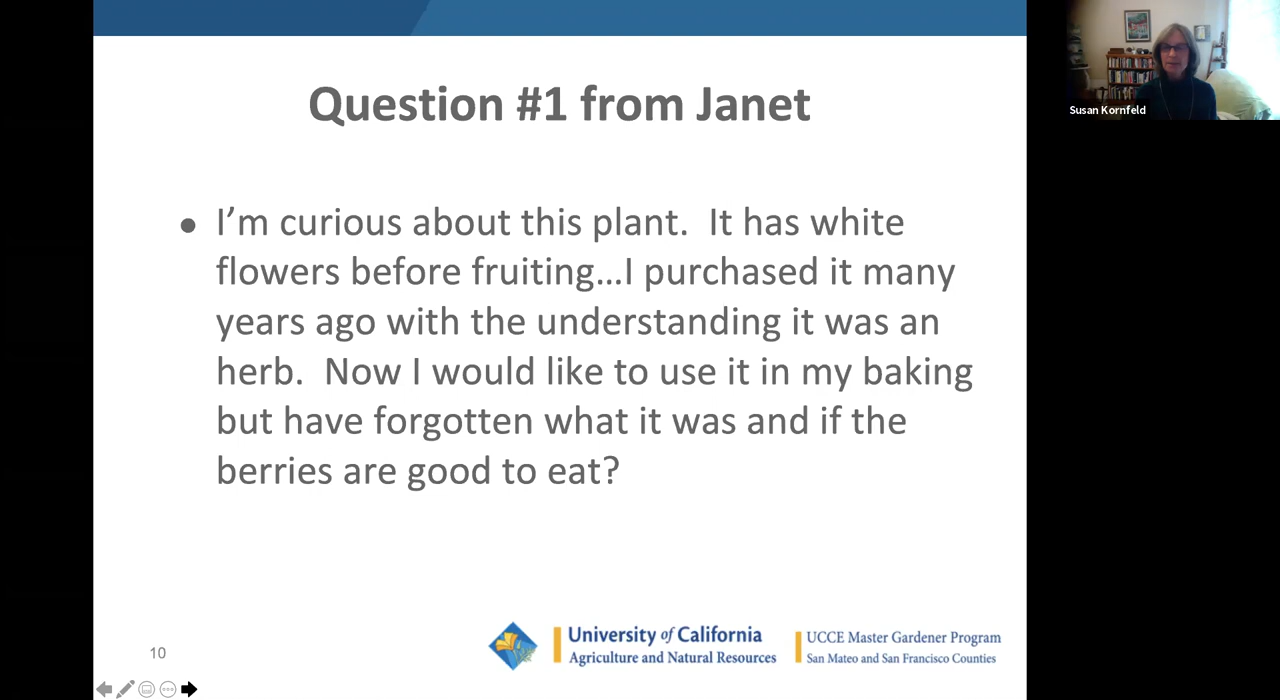 Question #1 from Janet
Susan Kornfeld
● I’m curious about this plant.  It has white
flowers before fruiting...I purchased it many
years ago with the understanding it was an
herb.  Now I would like to use it in my baking
but have forgotten what it was and if the
berries are good to eat?
10
University of California
Agriculture and Natural Resources
UCCE Master Gardener Program
San Mateo and San Francisco Counties